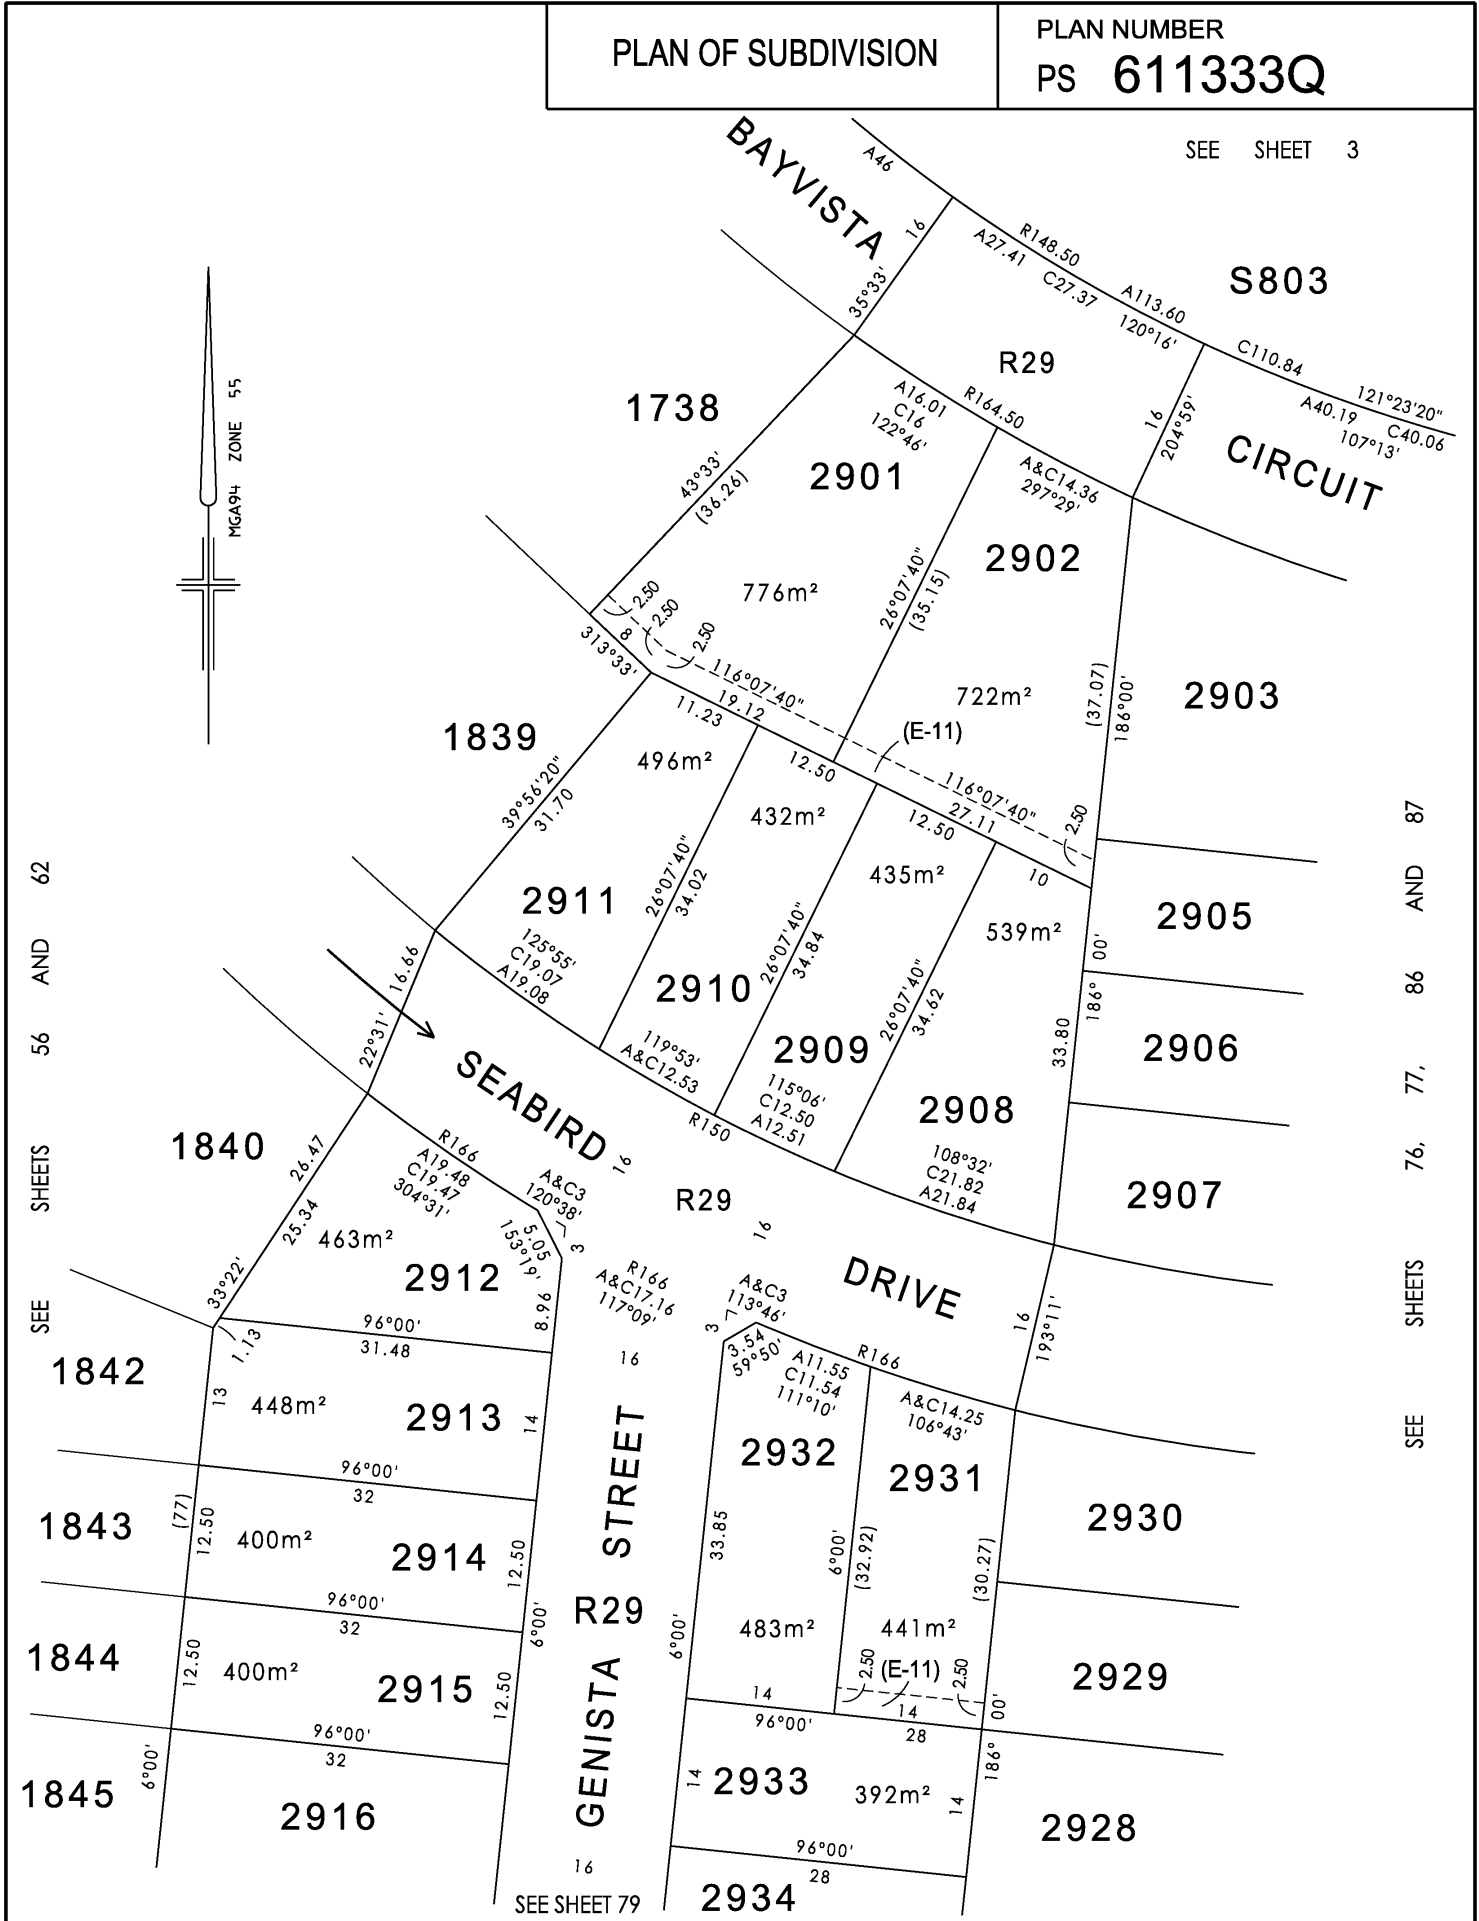 PLAN OF SUBDIVISION
PLAN NUMBER
PS 611333Q
SEE SHEET 3
BAYVISTA
A46
16
35°33'
R148.50
A27.41
C27.37
A113.60
120°16'
S803
C110.84
121°23'20"
A40.19
C40.06
107°13'
R29
16
204°59'
CIRCUIT
MGA94 ZONE 55
1738
A16.01
C16
122°46'
R164.50
2901
43°33'
(36.26)
A&C14.36
297°29'
2902
776m²
26°07'40"
(35.15)
2.50
2.50
2.50
8
313°33'
116°07'40"
19.12
11.23
722m²
(E-11)
(37.07)
186°00'
2903
1839
496m²
12.50
116°07'40"
27.11
12.50
2.50
10
39°56'20"
31.70
432m²
435m²
539m²
2911
26°07'40"
34.02
125°55'
C19.07
A19.08
2910
26°07'40"
34.84
119°53'
A&C12.53
2909
26°07'40"
34.62
115°06'
C12.50
A12.51
R150
2908
108°32'
C21.82
A21.84
33.80
186° 00'
2905
2906
2907
SEE SHEETS 56 AND 62
SEE SHEETS 76, 77, 86 AND 87
16.66
22°31'
SEABIRD
16
R29
16
DRIVE
16
193°11'
1840
26.47
25.34
33°22'
R166
A19.48
C19.47
304°31'
A&C3
120°38'
5.05
153°19'
3
463m²
2912
8.96
R166
A&C17.16
117°09'
A&C3
113°46'
3
3.54
59°50'
A11.55
C11.54
111°10'
R166
A&C14.25
106°43'
96°00'
31.48
1.13
16
1842
13
448m²
2913
14
96°00'
32
2932
2931
2930
STREET
1843
(77)
12.50
400m²
2914
12.50
33.85
6°00'
(32.92)
(30.27)
96°00'
32
6°00'
R29
6°00'
483m²
441m²
1844
12.50
400m²
2915
12.50
2.50
(E-11)
2.50
2929
14
96°00'
14
28
186° 00'
96°00'
32
1845
6°00'
2916
GENISTA
14
2933
392m²
14
2928
96°00'
28
16
SEE SHEET 79
2934